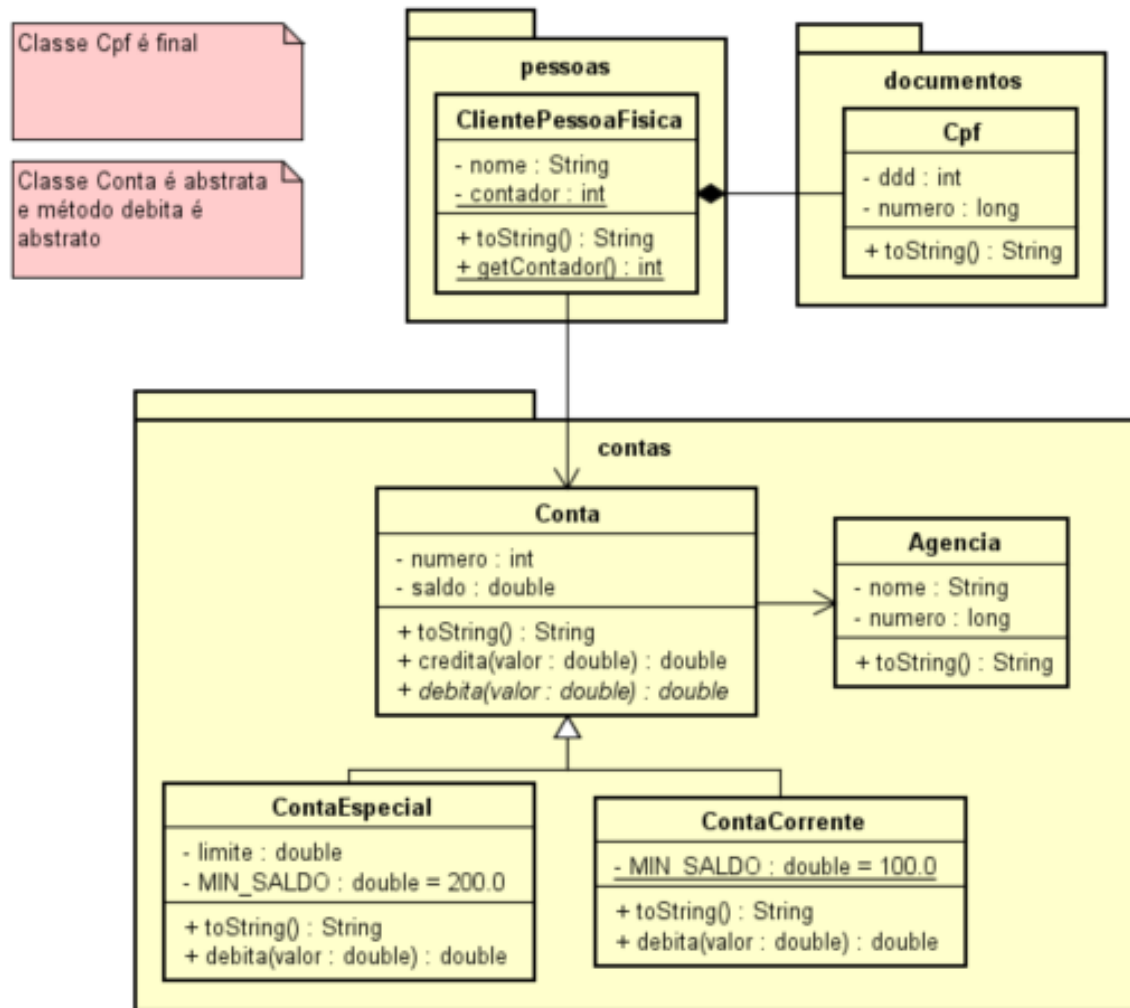 Classe Cpf é final
Classe Conta é abstrata
e método debita é
abstrato
pessoas
ClientePessoaFisica
- nome : String
- contador : int
+ toString() : String
+ getContador() : int
documentos
Cpf
- ddd : int
- numero : long
+ toString() : String
contas
Conta
- numero : int
- saldo : double
+ toString() : String
+ credita(valor : double) : double
+ debita(valor : double) : double
Agencia
- nome : String
- numero : long
+ toString() : String
ContaEspecial
- limite : double
- MIN_SALDO : double = 200.0
+ toString() : String
+ debita(valor : double) : double
ContaCorrente
- MIN_SALDO : double = 100.0
+ toString() : String
+ debita(valor : double) : double